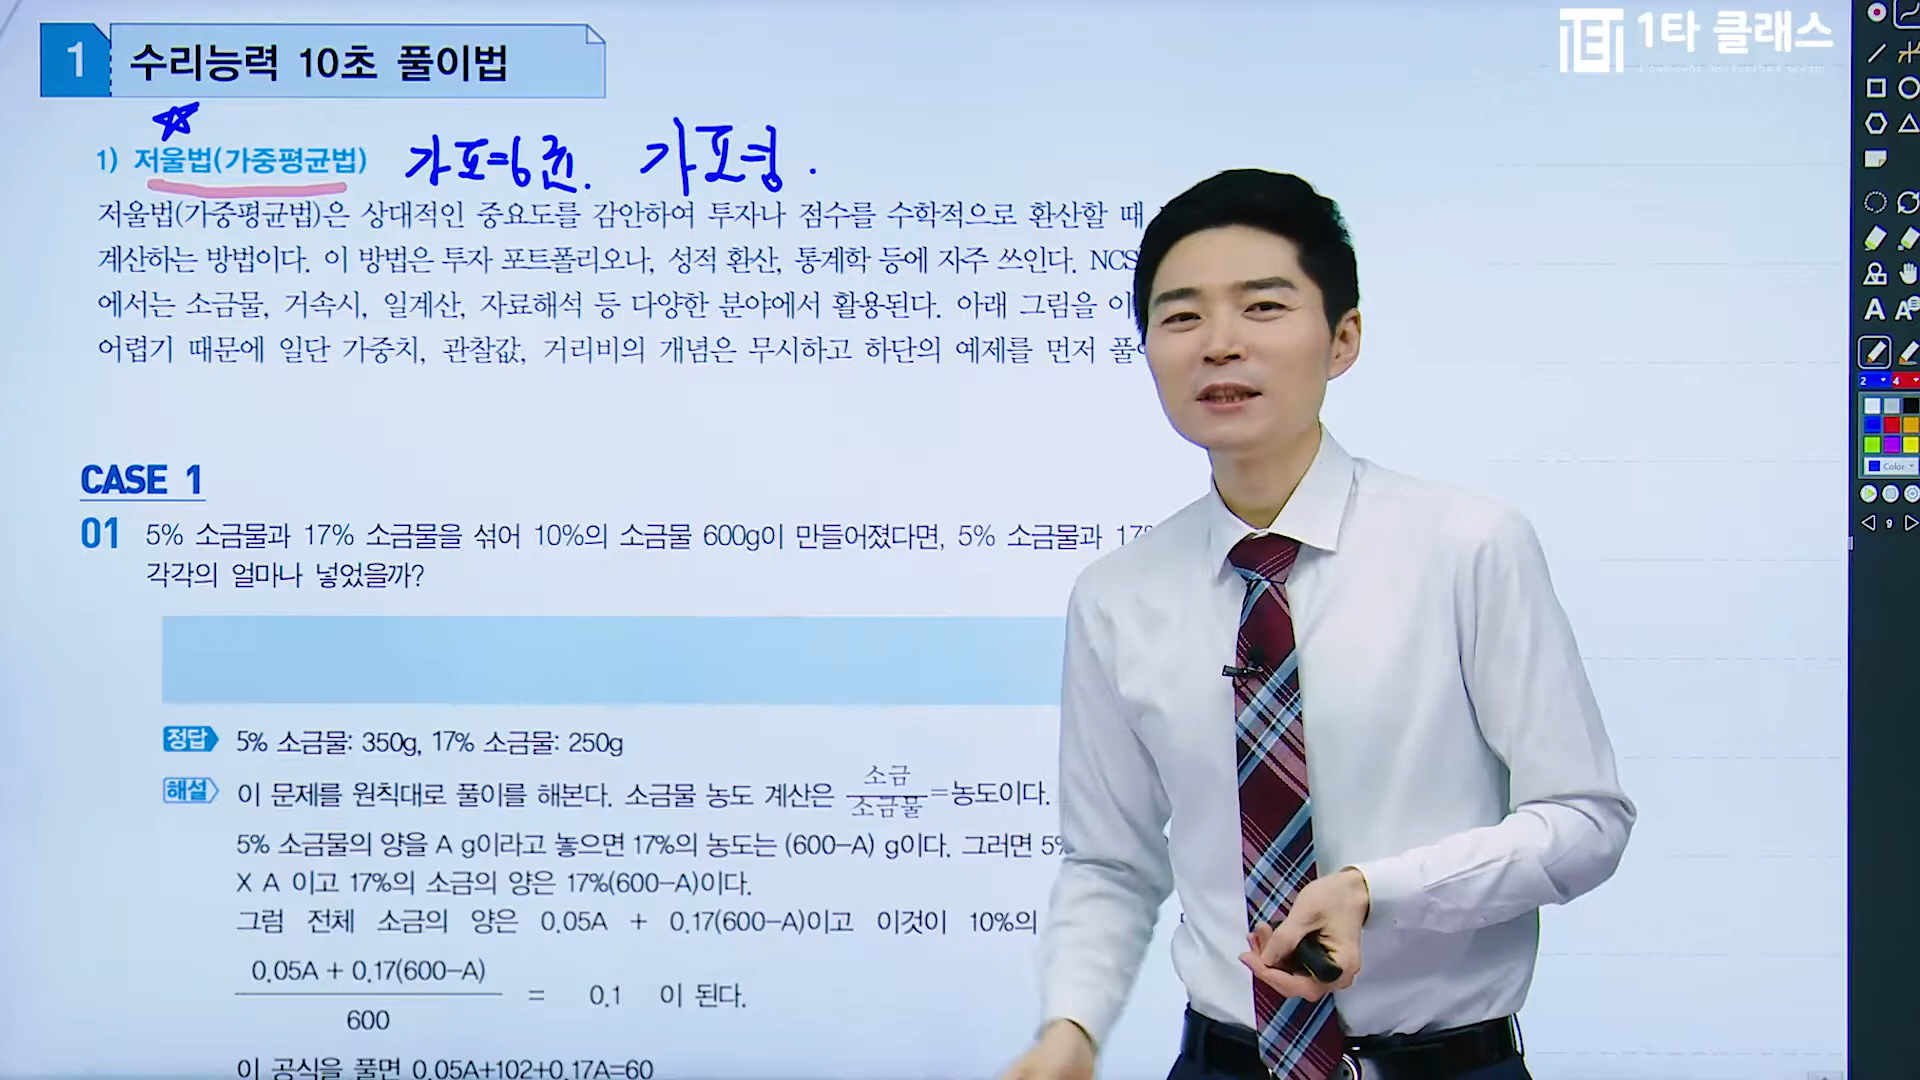 1 수리능력 10초 풀이법
1타 클래스
1) 저울법(가중평균법) 가평균. 가평.
저울법(가중평균법)은 상대적인 중요도를 감안하여 투자나 점수를 수학적으로 환산할 때
계산하는 방법이다. 이 방법은 투자 포트폴리오나, 성적 환산, 통계학 등에 자주 쓰인다. NCS
에서는 소금물, 거속시, 일계산, 자료해석 등 다양한 분야에서 활용된다. 아래 그림을 이
어렵기 때문에 일단 가중치, 관찰값, 거리비의 개념은 무시하고 하단의 예제를 먼저
CASE 1
01 5% 소금물과 17% 소금물을 섞어 10%의 소금물 600g이 만들어졌다면, 5% 소금물과
각각의 얼마나 넣었을까?
정답 5% 소금물: 350g, 17% 소금물: 250g
해설 이 문제를 원칙대로 풀이를 해본다. 소금물 농도 계산은 소금/소금물=농도이다.
5% 소금물의 양을 A g이라고 놓으면 17%의 농도는 (600-A) g이다. 그러면 5%
X A 이고 17%의 소금의 양은 17%(600-A)이다.
그럼 전체 소금의 양은 0.05A + 0.17(600-A)이고 이것이 10%의
0.05A + 0.17(600-A)
600
= 0.1 이 된다.
이 공식을 풀면 0.05A+102+0.17A=60
2 4
Color
9